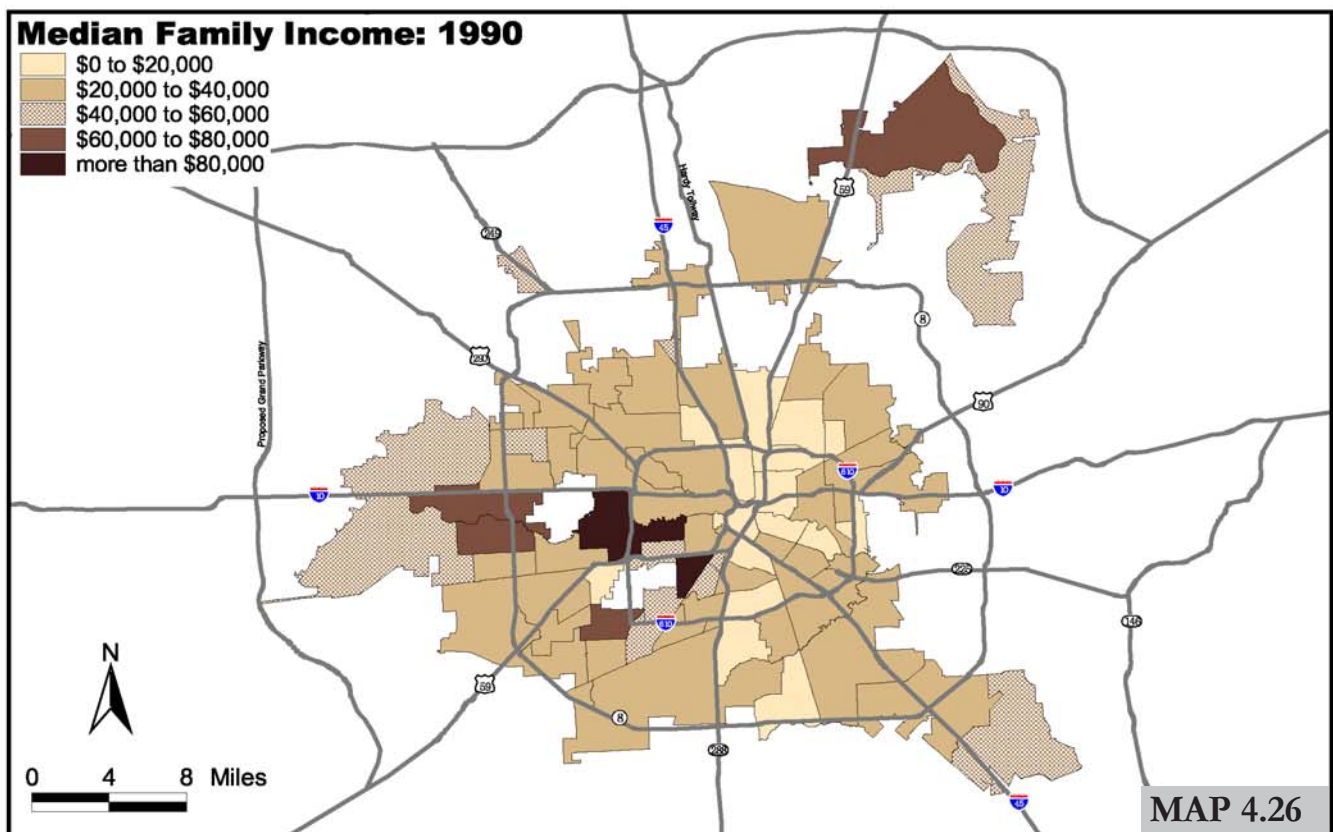 Median Family Income: 1990
$0 to $20,000
$20,000 to $40,000
$40,000 to $60,000
$60,000 to $80,000
more than $80,000
Hardy Tollway
59
45
249
8
290
Proposed Grand Parkway
90
610
10
10
225
146
610
59
8
288
45
N
0 4 8 Miles
MAP 4.26